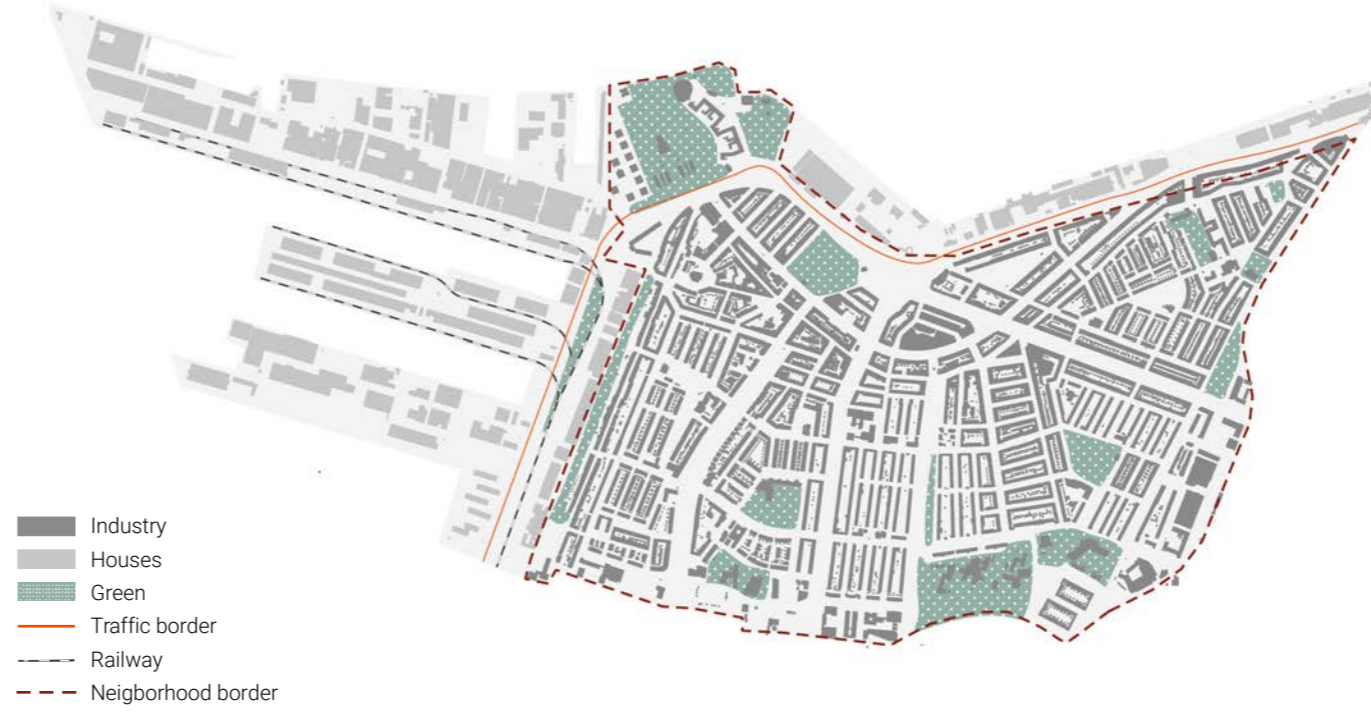 Industry
Houses
Green
Traffic border
Railway
Neigborhood border